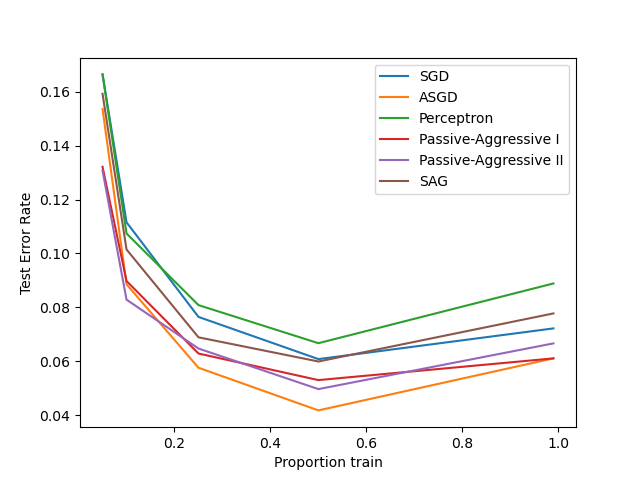 SGD
ASGD
Perceptron
Passive-Aggressive I
Passive-Aggressive II
SAG
Test Error Rate
0.16
0.14
0.12
0.10
0.08
0.06
0.04
0.2 0.4 0.6 0.8 1.0
Proportion train